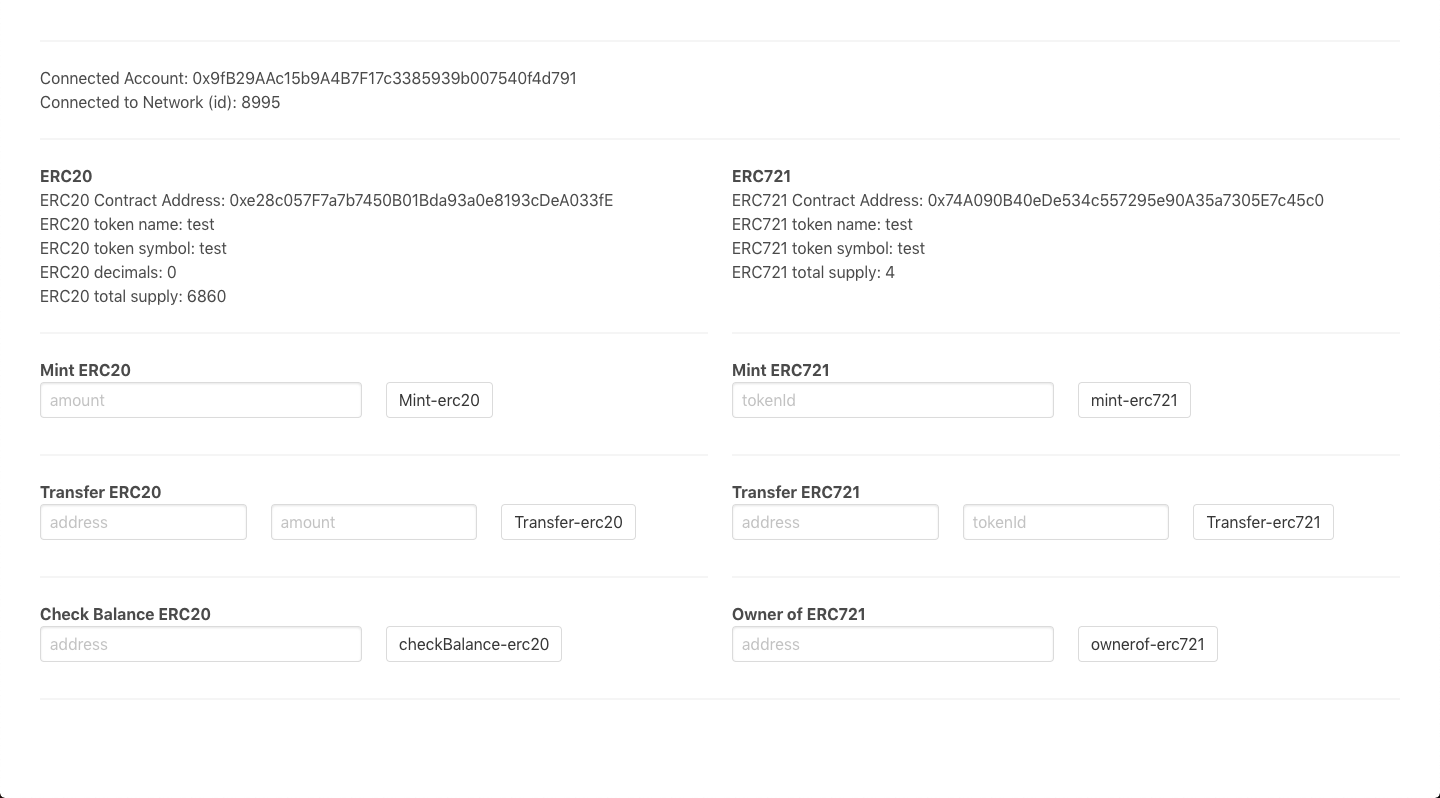 Connected Account: 0x9fB29AAc15b9A4B7F17c3385939b007540f4d791
Connected to Network (id): 8995
ERC20
ERC20 Contract Address: 0xe28c057F7a7b7450B01Bda93a0e8193cDeA033fE
ERC20 token name: test
ERC20 token symbol: test
ERC20 decimals: 0
ERC20 total supply: 6860
ERC721
ERC721 Contract Address: 0x74A090B40eDe534c557295e90A35a7305E7c45c0
ERC721 token name: test
ERC721 token symbol: test
ERC721 total supply: 4
Mint ERC20
amount Mint-erc20
Mint ERC721
tokenId mint-erc721
Transfer ERC20
address amount Transfer-erc20
Transfer ERC721
address tokenId Transfer-erc721
Check Balance ERC20
address checkBalance-erc20
Owner of ERC721
address ownerof-erc721